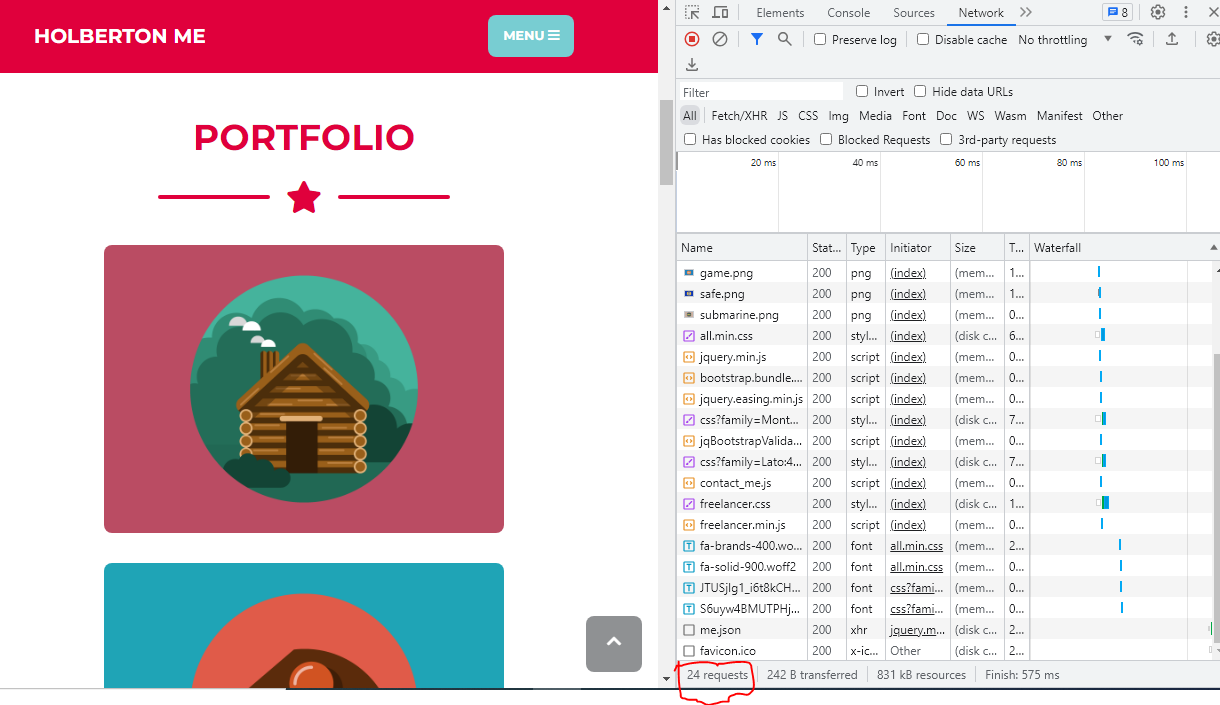 HOLBERTON ME
MENU
PORTFOLIO
Elements Console Sources Network 8
Preserve log Disable cache No throttling
Filter Invert Hide data URLs
All Fetch/XHR JS CSS Img Media Font Doc WS Wasm Manifest Other
Has blocked cookies Blocked Requests 3rd-party requests
20 ms 40 ms 60 ms 80 ms 100 ms
Name Stat... Type Initiator Size T... Waterfall
game.png 200 png (index) (mem... 1...
safe.png 200 png (index) (mem... 1...
submarine.png 200 png (index) (mem... 0...
all.min.css 200 styl... (index) (disk c... 6...
jquery.min.js 200 script (index) (mem... 0...
bootstrap.bundle.... 200 script (index) (mem... 0...
jquery.easing.min.js 200 script (index) (mem... 0...
css?family=Mont... 200 styl... (index) (disk c... 7...
jqBootstrapValida... 200 script (index) (mem... 0...
css?family=Lato:4... 200 styl... (index) (disk c... 7...
contact_me.js 200 script (index) (mem... 0...
freelancer.css 200 styl... (index) (disk c... 1...
freelancer.min.js 200 script (index) (mem... 0...
fa-brands-400.wo... 200 font all.min.css (mem... 2...
fa-solid-900.woff2 200 font all.min.css (mem... 0...
JTUSjIg1_i6t8kCH... 200 font css?fami... (mem... 0...
S6uyw4BMUTPHj... 200 font css?fami... (mem... 0...
me.json 200 xhr jquery.m... (disk c... 2...
favicon.ico 200 x-ic... Other (disk c... 2...
24 requests 242 B transferred 831 kB resources Finish: 575 ms